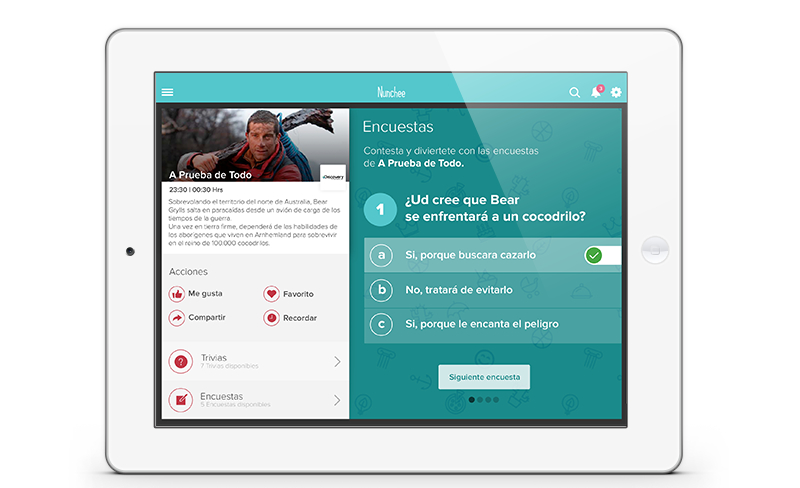 Nunchee
3
A Prueba de Todo
Discovery
23:30 | 00:30 Hrs
Sobrevolando el territorio del norte de Australia, Bear
Grylls salta en paracaídas desde un avión de carga de los
tiempos de la guerra.
Una vez en tierra firme, dependerá de las habilidades de
los aborígenes que viven en Arnhemland para sobrevivir
en el reino de 100.000 cocodrilos.
Acciones
Me gusta
Favorito
Compartir
Recordar
Trivias
7 Trivias disponibles
Encuestas
5 Encuestas disponibles
Encuestas
Contesta y diviertete con las encuestas
de A Prueba de Todo.
1
¿Ud cree que Bear
se enfrentará a un cocodrilo?
a
Si, porque buscara cazarlo
b
No, tratará de evitarlo
c
Si, porque le encanta el peligro
Siguiente encuesta